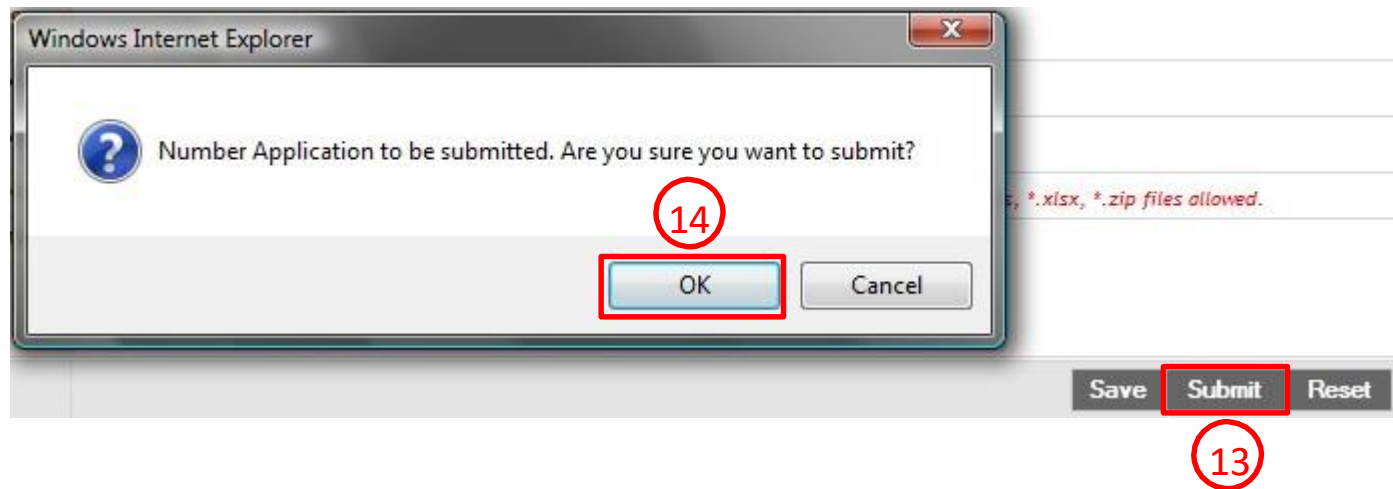 Windows Internet Explorer
Number Application to be submitted. Are you sure you want to submit?
*.xlsx, *.zip files allowed.
14
OK Cancel
Save Submit Reset
13